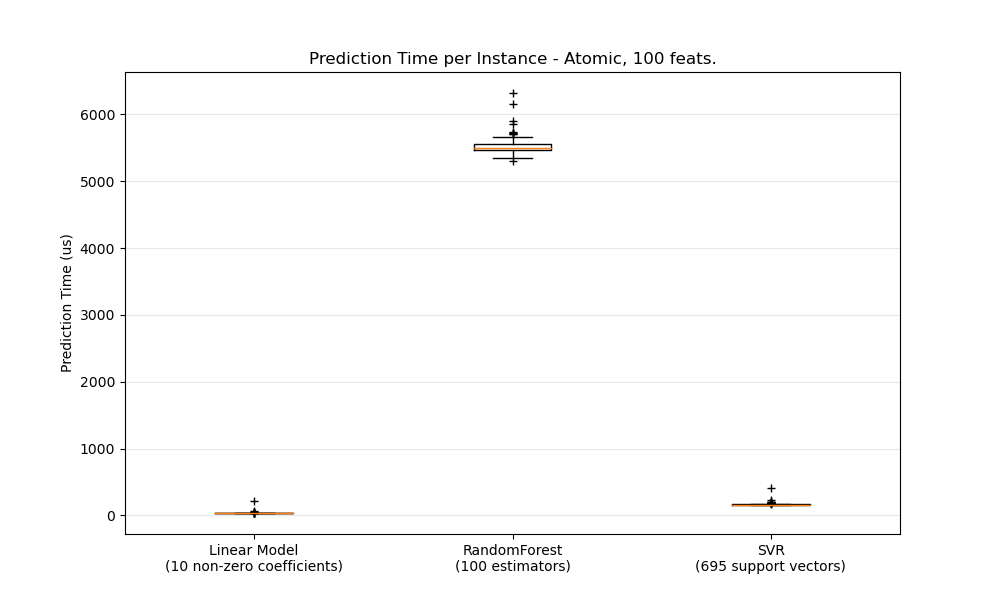 Prediction Time per Instance - Atomic, 100 feats.
Prediction Time (us)
6000
5000
4000
3000
2000
1000
0
Linear Model
(10 non-zero coefficients)
RandomForest
(100 estimators)
SVR
(695 support vectors)